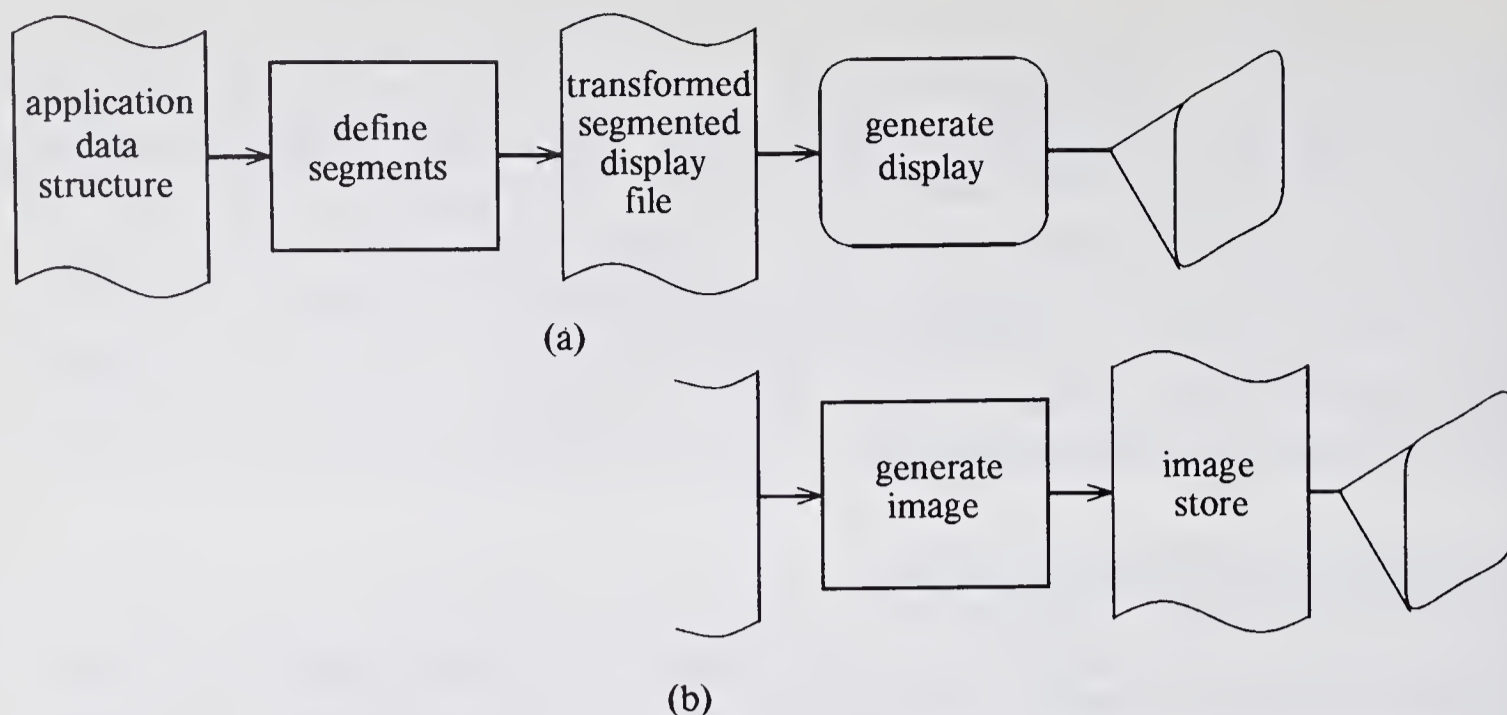 application
data
structure
define
segments
transformed
segmented
display
file
generate
display
(a)
generate
image
image
store
(b)